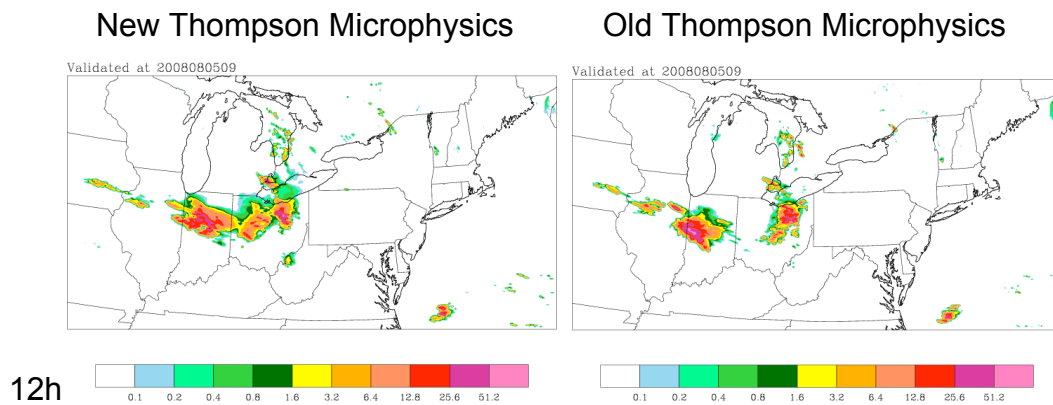 New Thompson Microphysics
Old Thompson Microphysics
Validated at 2008080509
Validated at 2008080509
12h
0.1 0.2 0.4 0.8 1.6 3.2 6.4 12.8 25.6 51.2
0.1 0.2 0.4 0.8 1.6 3.2 6.4 12.8 25.6 51.2